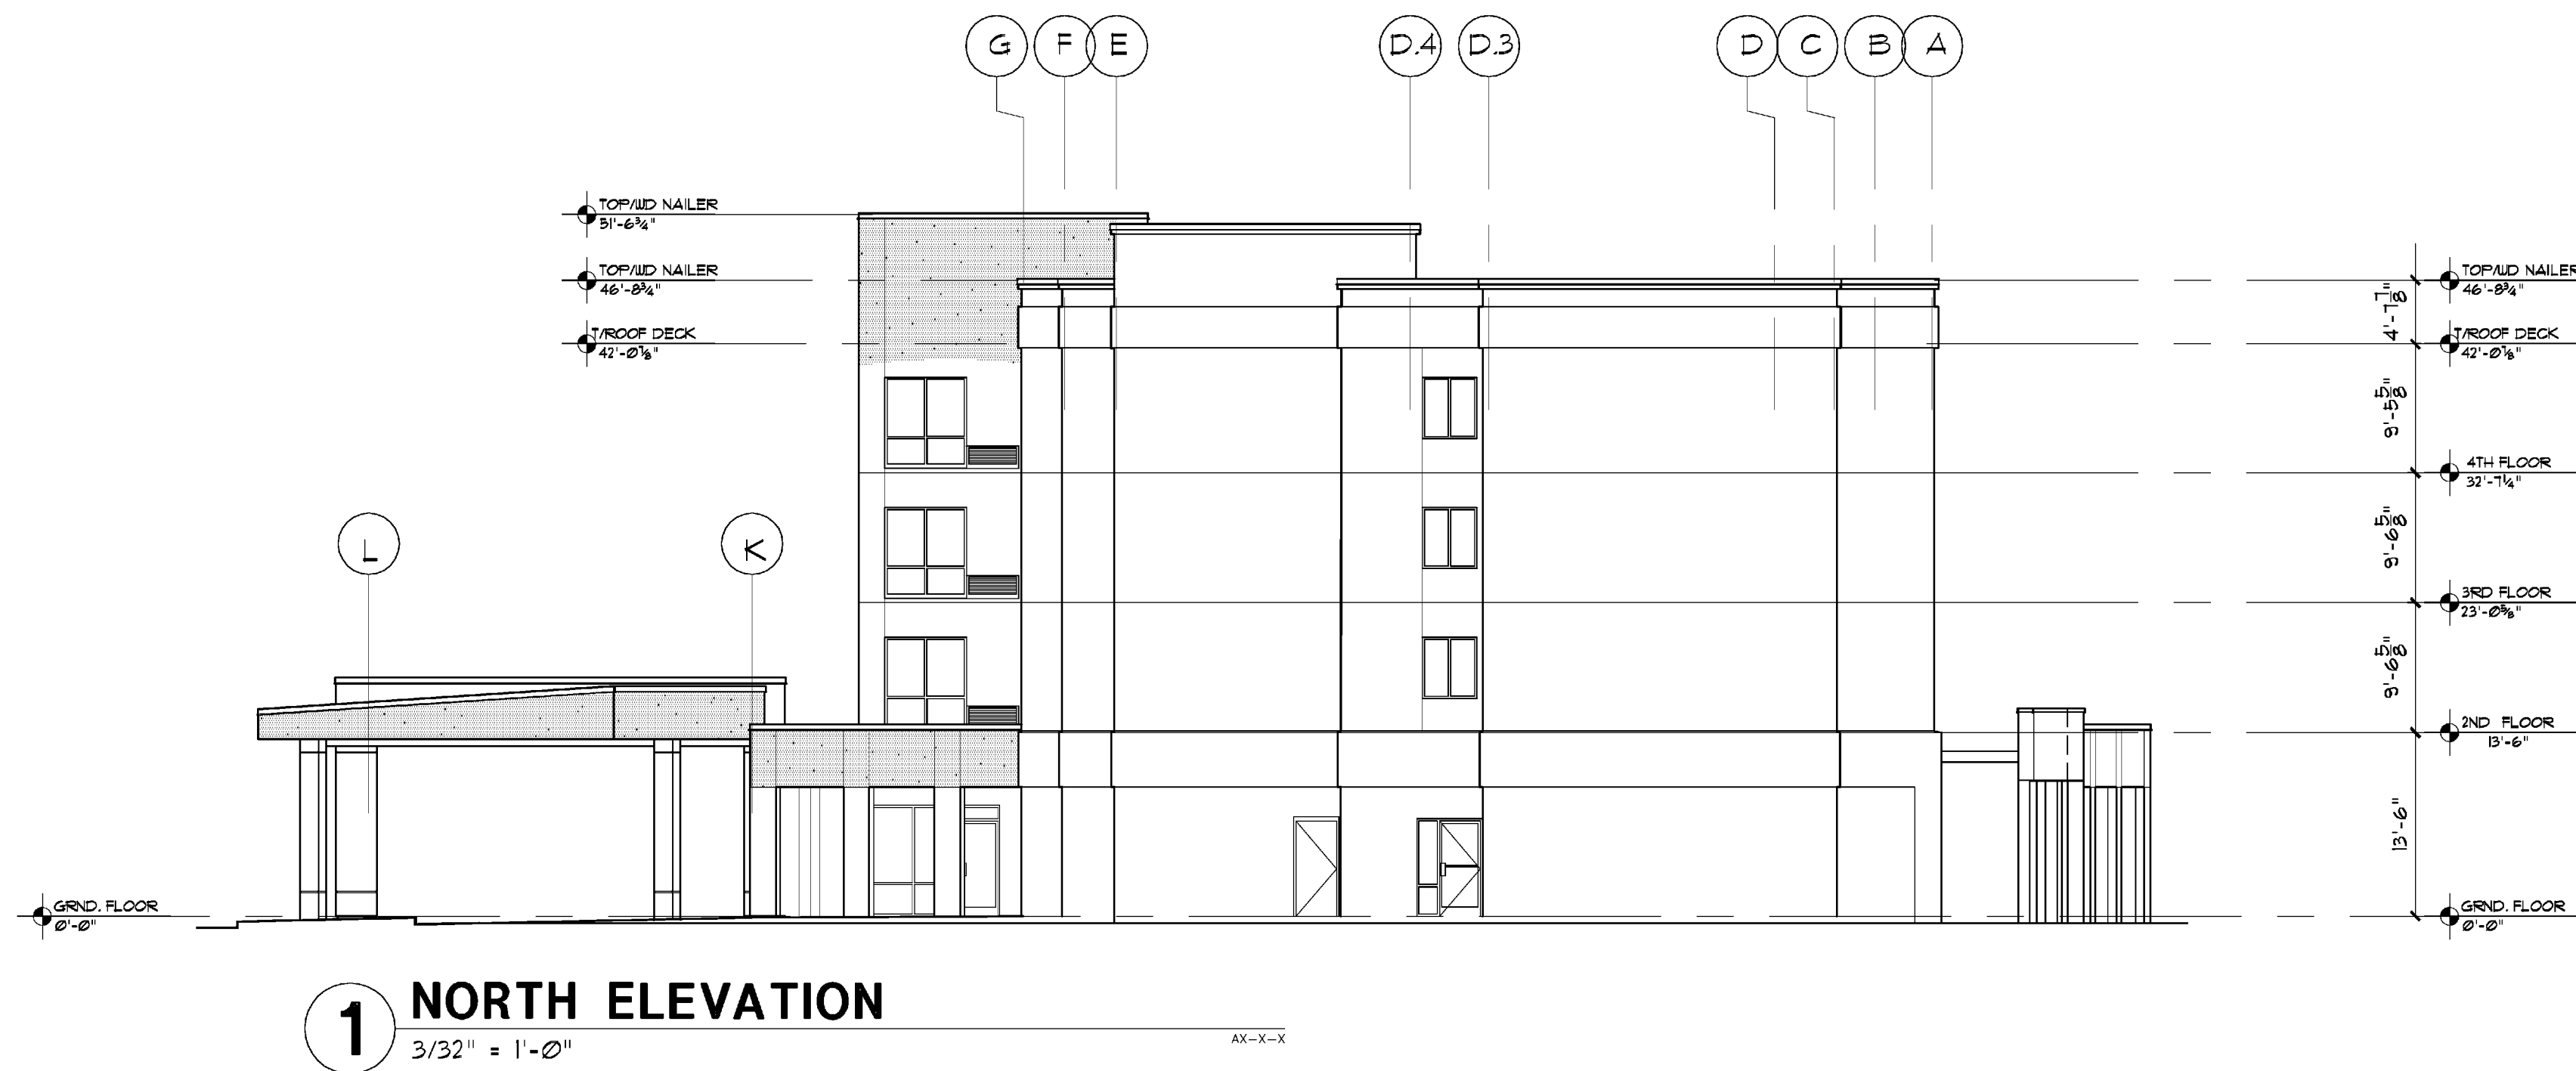 G F E D.4 D.3 D C B A
TOP/WD NAILER
51'-6¾"
TOP/WD NAILER
46'-8¾"
T/ROOF DECK
42'-0⅞"
TOP/WD NAILER
46'-8¾"
4'-7⅞"
T/ROOF DECK
42'-0⅞"
9'-5⅝"
4TH FLOOR
32'-7¼"
9'-6⅝"
3RD FLOOR
23'-0⅝"
9'-6⅝"
2ND FLOOR
13'-6"
13'-6"
GRND. FLOOR
0'-0"
L K
GRND. FLOOR
0'-0"
1 NORTH ELEVATION
3/32" = 1'-0"
AX-X-X